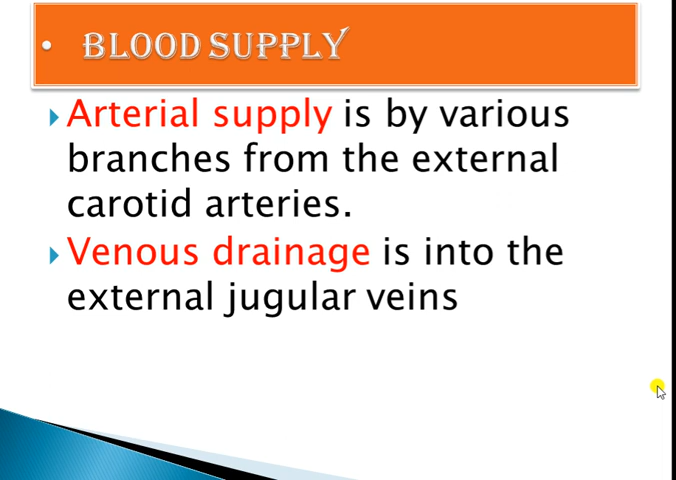 • BLOOD SUPPLY
Arterial supply is by various
branches from the external
carotid arteries.
Venous drainage is into the
external jugular veins